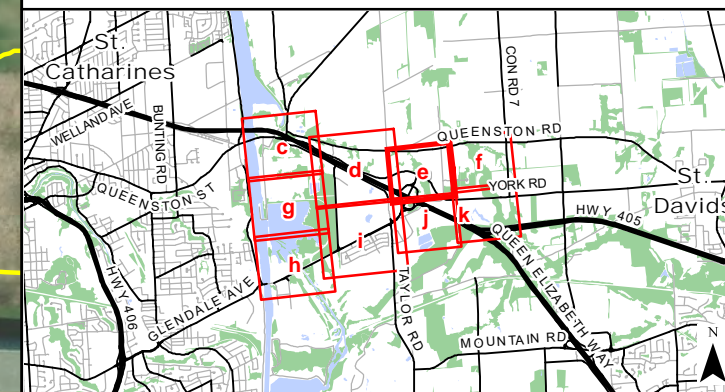 St.
Catharines
WELLAND AVE
BUNTING RD
QUEENSTON ST
HWY 406
GLENDALE AVE
c
d
e
f
g
h
i
j
k
CON RD 7
QUEENSTON RD
YORK RD
St.
Davids
HWY 405
QUEEN ELIZABETH WAY
TAYLOR RD
MOUNTAIN RD
N